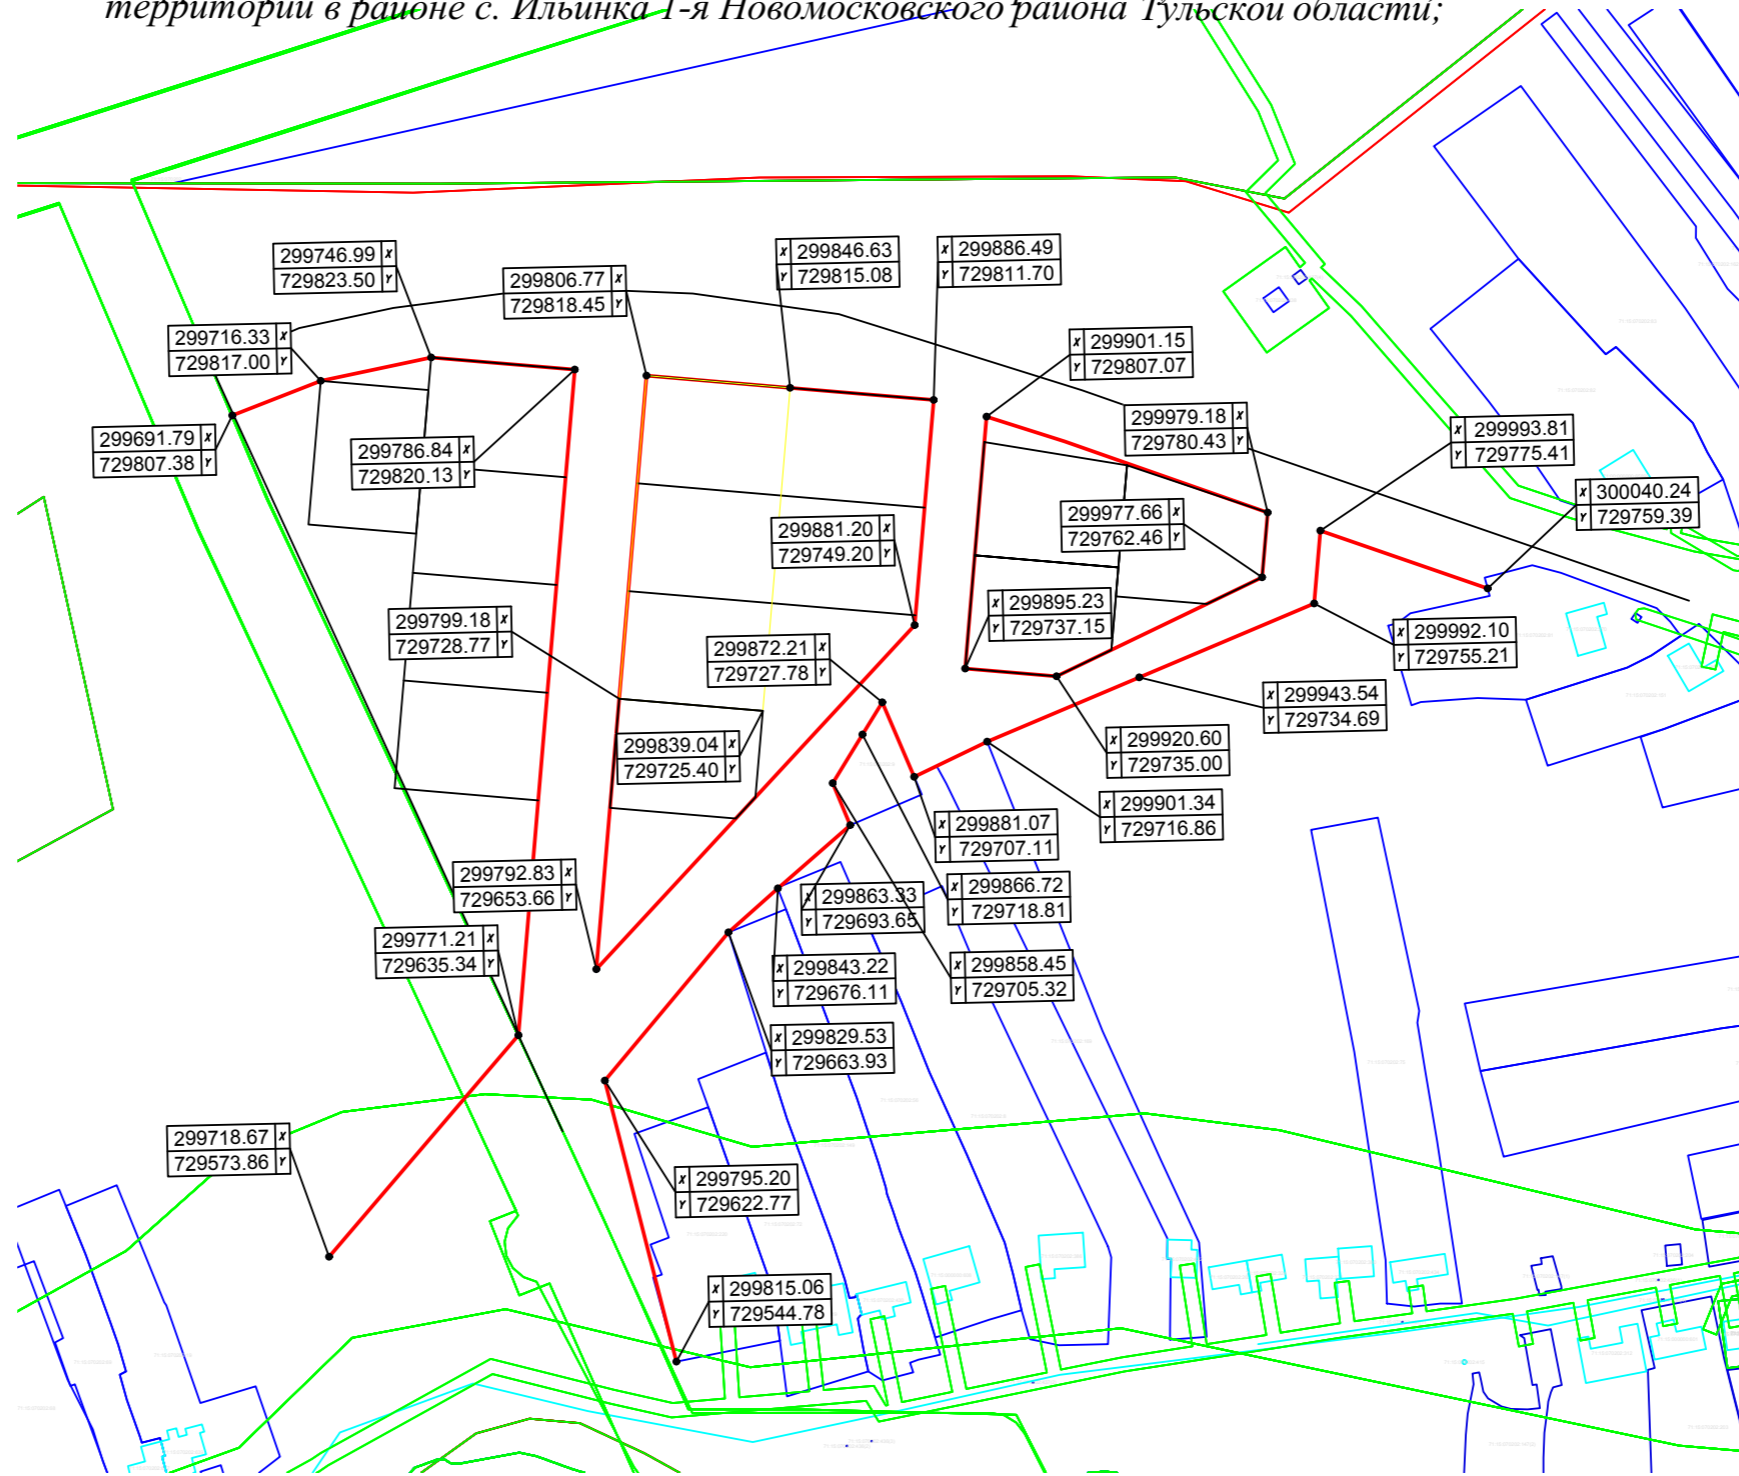 территории в районе с. Ильинка 1-я Новомосковского района Тульской области;
299746.99 X
729823.50 Y
X 299846.63
Y 729815.08
X 299886.49
Y 729811.70
299806.77 X
729818.45 Y
299716.33 X
729817.00 Y
X 299901.15
Y 729807.07
299979.18 X
729780.43 Y
X 299993.81
Y 729775.41
299691.79 X
729807.38 Y
299786.84 X
729820.13 Y
X 300040.24
Y 729759.39
299977.66 X
729762.46 Y
299881.20 X
729749.20 Y
X 299895.23
Y 729737.15
299799.18 X
729728.77 Y
X 299992.10
Y 729755.21
299872.21 X
729727.78 Y
X 299943.54
Y 729734.69
299839.04 X
729725.40 Y
X 299920.60
Y 729735.00
X 299901.34
Y 729716.86
X 299881.07
Y 729707.11
299792.83 X
729653.66 Y
X 299866.72
Y 729718.81
X 299863.33
Y 729693.65
299771.21 X
729635.34 Y
X 299843.22
Y 729676.11
X 299858.45
Y 729705.32
X 299829.53
Y 729663.93
299718.67 X
729573.86 Y
X 299795.20
Y 729622.77
X 299815.06
Y 729544.78